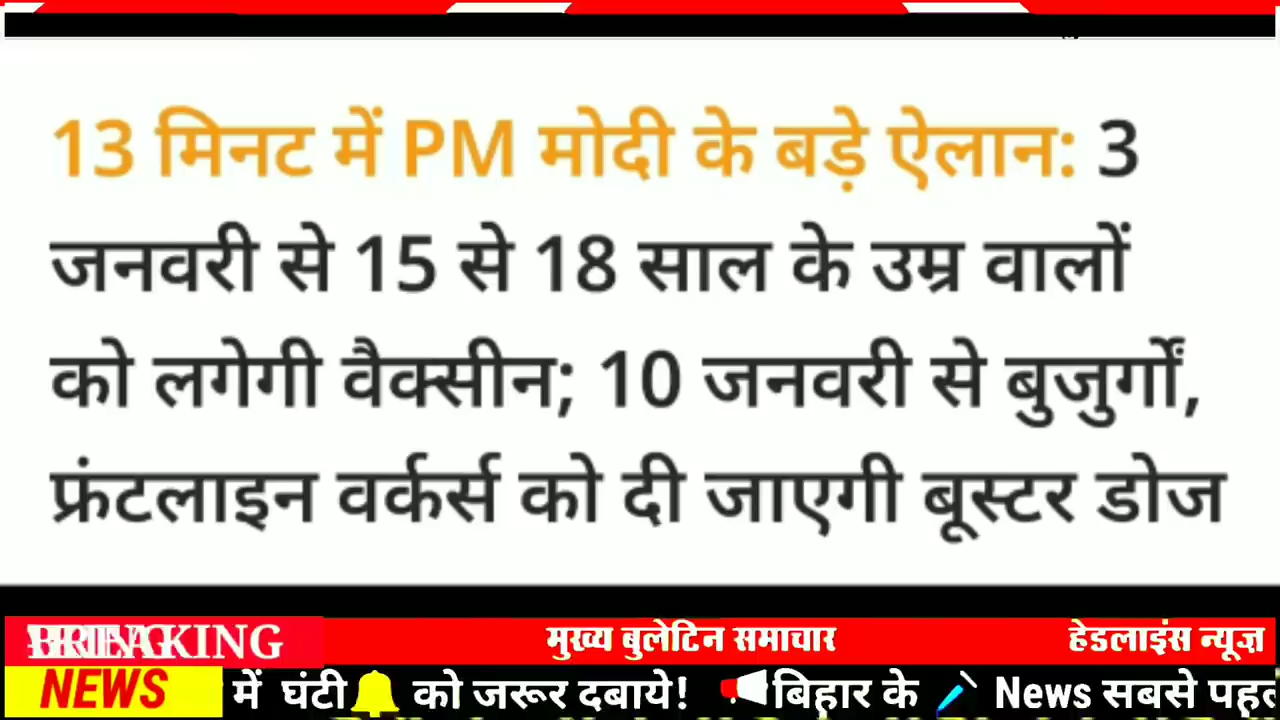 13 मिनट में PM मोदी के बड़े ऐलान: 3
जनवरी से 15 से 18 साल के उम्र वालों
को लगेगी वैक्सीन; 10 जनवरी से बुजुर्गों,
फ्रंटलाइन वर्कर्स को दी जाएगी बूस्टर डोज
BREAKING मुख्य बुलेटिन समाचार हेडलाइंस न्यूज़
NEWS में घंटी को जरूर दबाये! बिहार के News सबसे